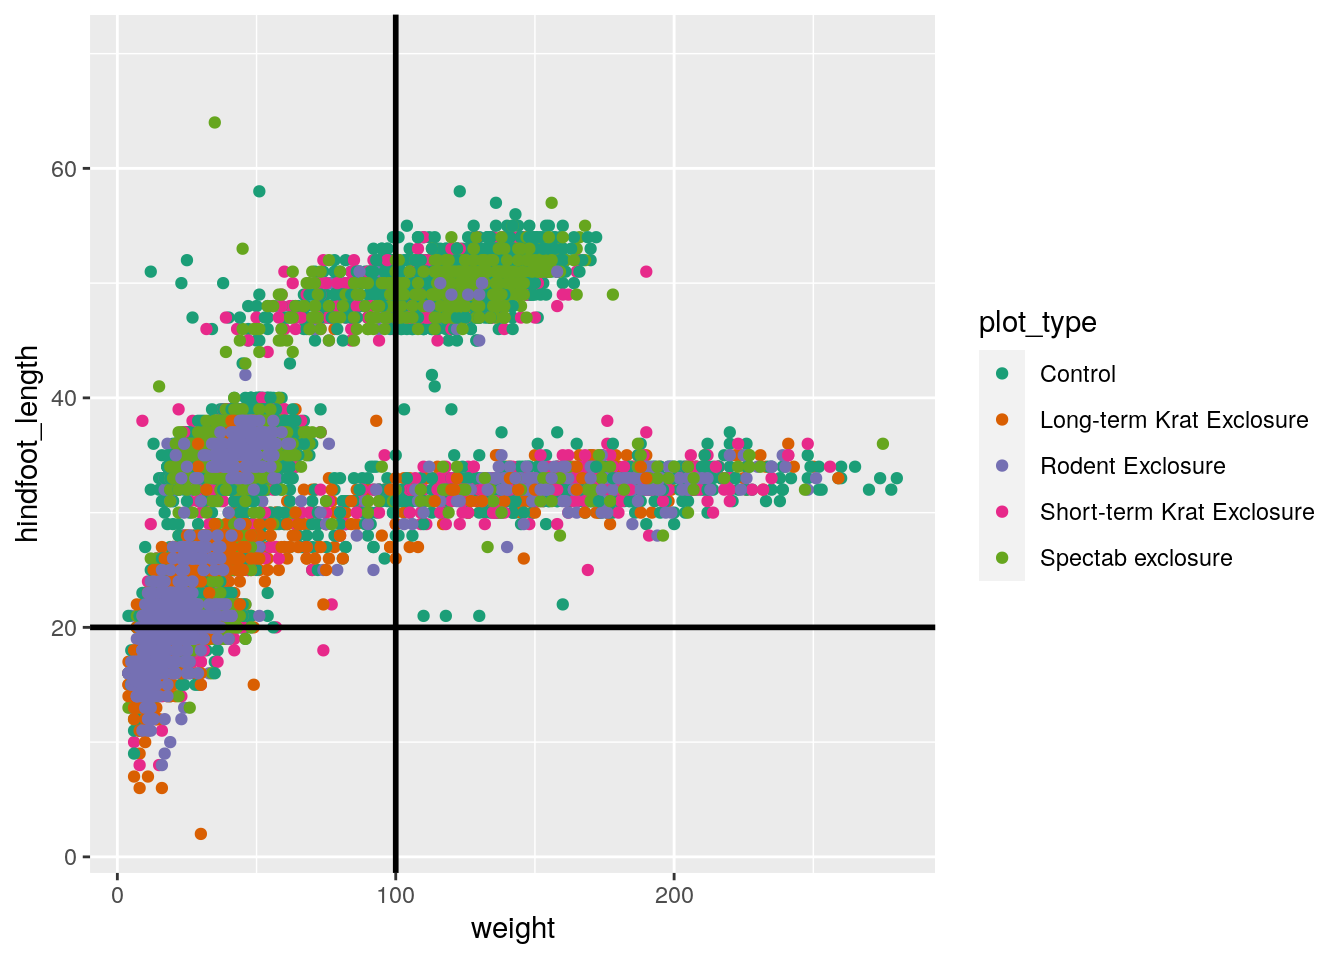 60
40
20
0
hindfoot_length
0
100
200
weight
plot_type
Control
Long-term Krat Exclosure
Rodent Exclosure
Short-term Krat Exclosure
Spectab exclosure